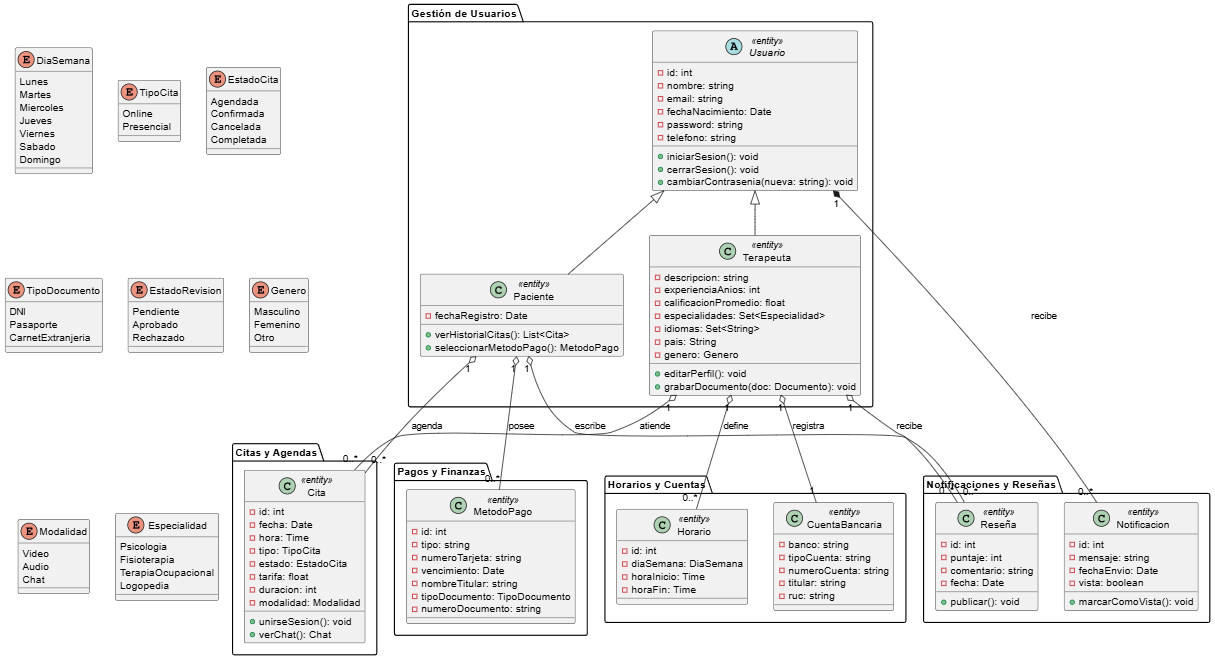 Gestión de Usuarios
«entity»
Usuario
id: int
nombre: string
email: string
fechaNacimiento: Date
password: string
telefono: string
iniciarSesion(): void
cerrarSesion(): void
cambiarContrasenia(nueva: string): void
1
DiaSemana
Lunes
Martes
Miercoles
Jueves
Viernes
Sabado
Domingo
TipoCita
Online
Presencial
EstadoCita
Agendada
Confirmada
Cancelada
Completada
TipoDocumento
DNI
Pasaporte
CarnetExtranjeria
EstadoRevision
Pendiente
Aprobado
Rechazado
Genero
Masculino
Femenino
Otro
«entity»
Paciente
fechaRegistro: Date
verHistorialCitas(): List<Cita>
seleccionarMetodoPago(): MetodoPago
1
1
1
«entity»
Terapeuta
descripcion: string
experienciaAnios: int
calificacionPromedio: float
especialidades: Set<Especialidad>
idiomas: Set<String>
pais: String
genero: Genero
editarPerfil(): void
grabarDocumento(doc: Documento): void
1
1
1
1
recibe
agenda
posee
escribe
atiende
define
registra
recibe
Modalidad
Video
Audio
Chat
Especialidad
Psicologia
Fisioterapia
TerapiaOcupacional
Logopedia
Citas y Agendas
0..*
0..*
«entity»
Cita
id: int
fecha: Date
hora: Time
tipo: TipoCita
estado: EstadoCita
tarifa: float
duracion: int
modalidad: Modalidad
unirseSesion(): void
verChat(): Chat
Pagos y Finanzas
0..*
«entity»
MetodoPago
id: int
tipo: string
numeroTarjeta: string
vencimiento: Date
nombreTitular: string
tipoDocumento: TipoDocumento
numeroDocumento: string
Horarios y Cuentas
0..*
1
«entity»
Horario
id: int
diaSemana: DiaSemana
horaInicio: Time
horaFin: Time
«entity»
CuentaBancaria
banco: string
tipoCuenta: string
numeroCuenta: string
titular: string
ruc: string
Notificaciones y Reseñas
0..*
0..*
«entity»
Reseña
id: int
puntaje: int
comentario: string
fecha: Date
publicar(): void
«entity»
Notificacion
id: int
mensaje: string
fechaEnvio: Date
vista: boolean
marcarComoVista(): void